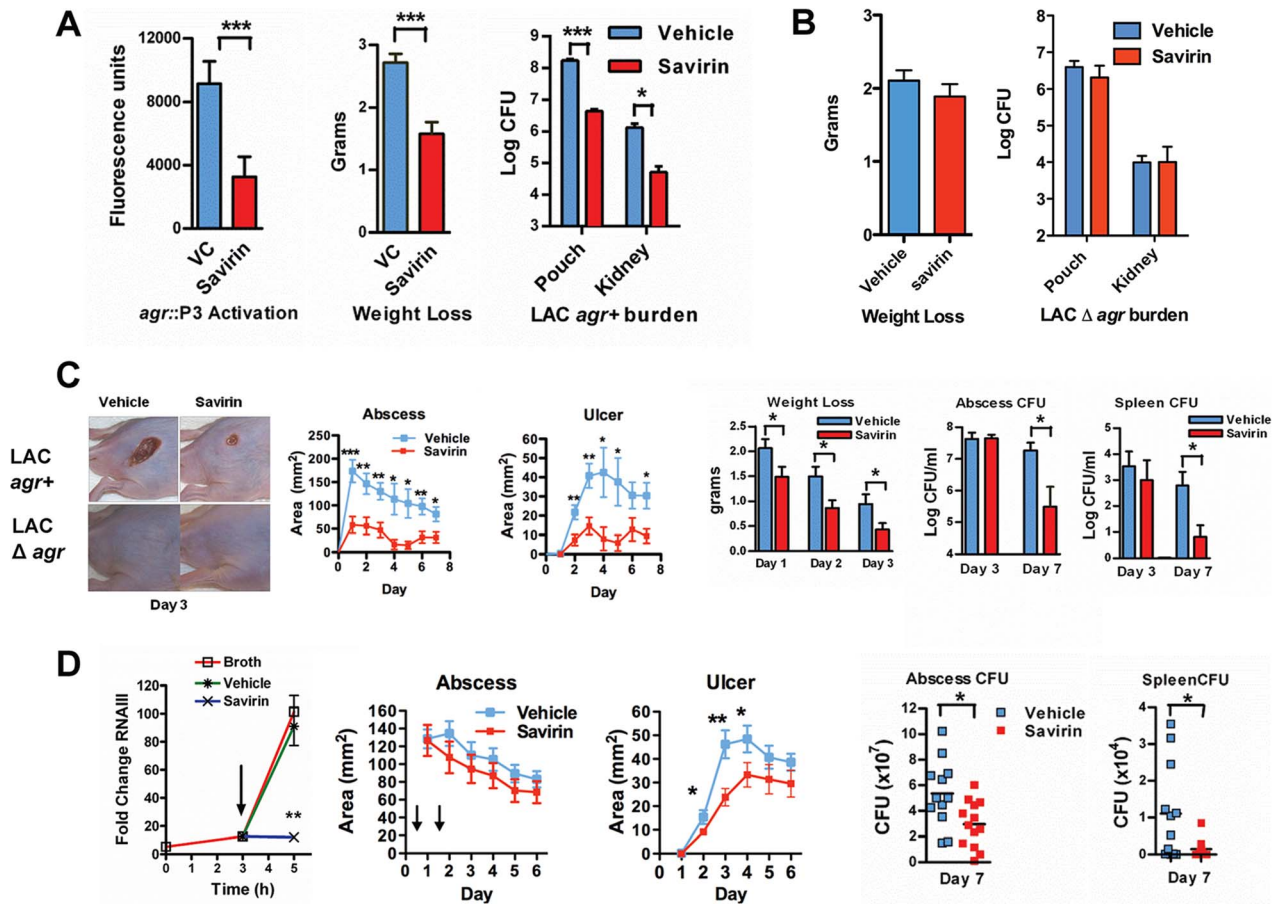 A
***
12000
8000
4000
0
Fluorescence units
VC
Savirin
agr::P3 Activation
***
3
2
1
0
Grams
VC
Savirin
Weight Loss
Vehicle
Savirin
***
*
9
8
7
6
5
4
3
Log CFU
Pouch
Kidney
LAC agr+ burden
B
3
2
1
0
Grams
Vehicle
savirin
Weight Loss
Vehicle
Savirin
8
7
6
5
4
3
2
Log CFU
Pouch
Kidney
LAC Δ agr burden
C
Vehicle Savirin
LAC
agr+
LAC
Δ agr
Day 3
Abscess
Vehicle
Savirin
250
200
150
100
50
0
Area (mm²)
*** ** ** * * ** *
0 2 4 6 8
Day
Ulcer
60
50
40
30
20
10
0
Area (mm²)
** ** * * *
0 2 4 6 8
Day
Weight Loss
Vehicle
Savirin
2.5
2.0
1.5
1.0
0.5
0.0
grams
* * *
Day 1 Day 2 Day 3
Abscess CFU
8
7
6
5
4
Log CFU/ml
*
Day 3 Day 7
Spleen CFU
Vehicle
Savirin
5
4
3
2
1
0
Log CFU/ml
*
Day 3 Day 7
D
Broth
Vehicle
Savirin
120
100
80
60
40
20
0
Fold Change RNAIII
**
0 1 2 3 4 5
Time (h)
Abscess
Vehicle
Savirin
160
140
120
100
80
60
40
20
0
Area (mm²)
0 1 2 3 4 5 6
Day
Ulcer
60
50
40
30
20
10
0
Area (mm²)
* ** *
0 1 2 3 4 5 6
Day
Abscess CFU
*
Vehicle
Savirin
12
10
8
6
4
2
0
CFU (x10⁷)
Day 7
SpleenCFU
*
4
3
2
1
0
CFU (x10⁴)
Day 7